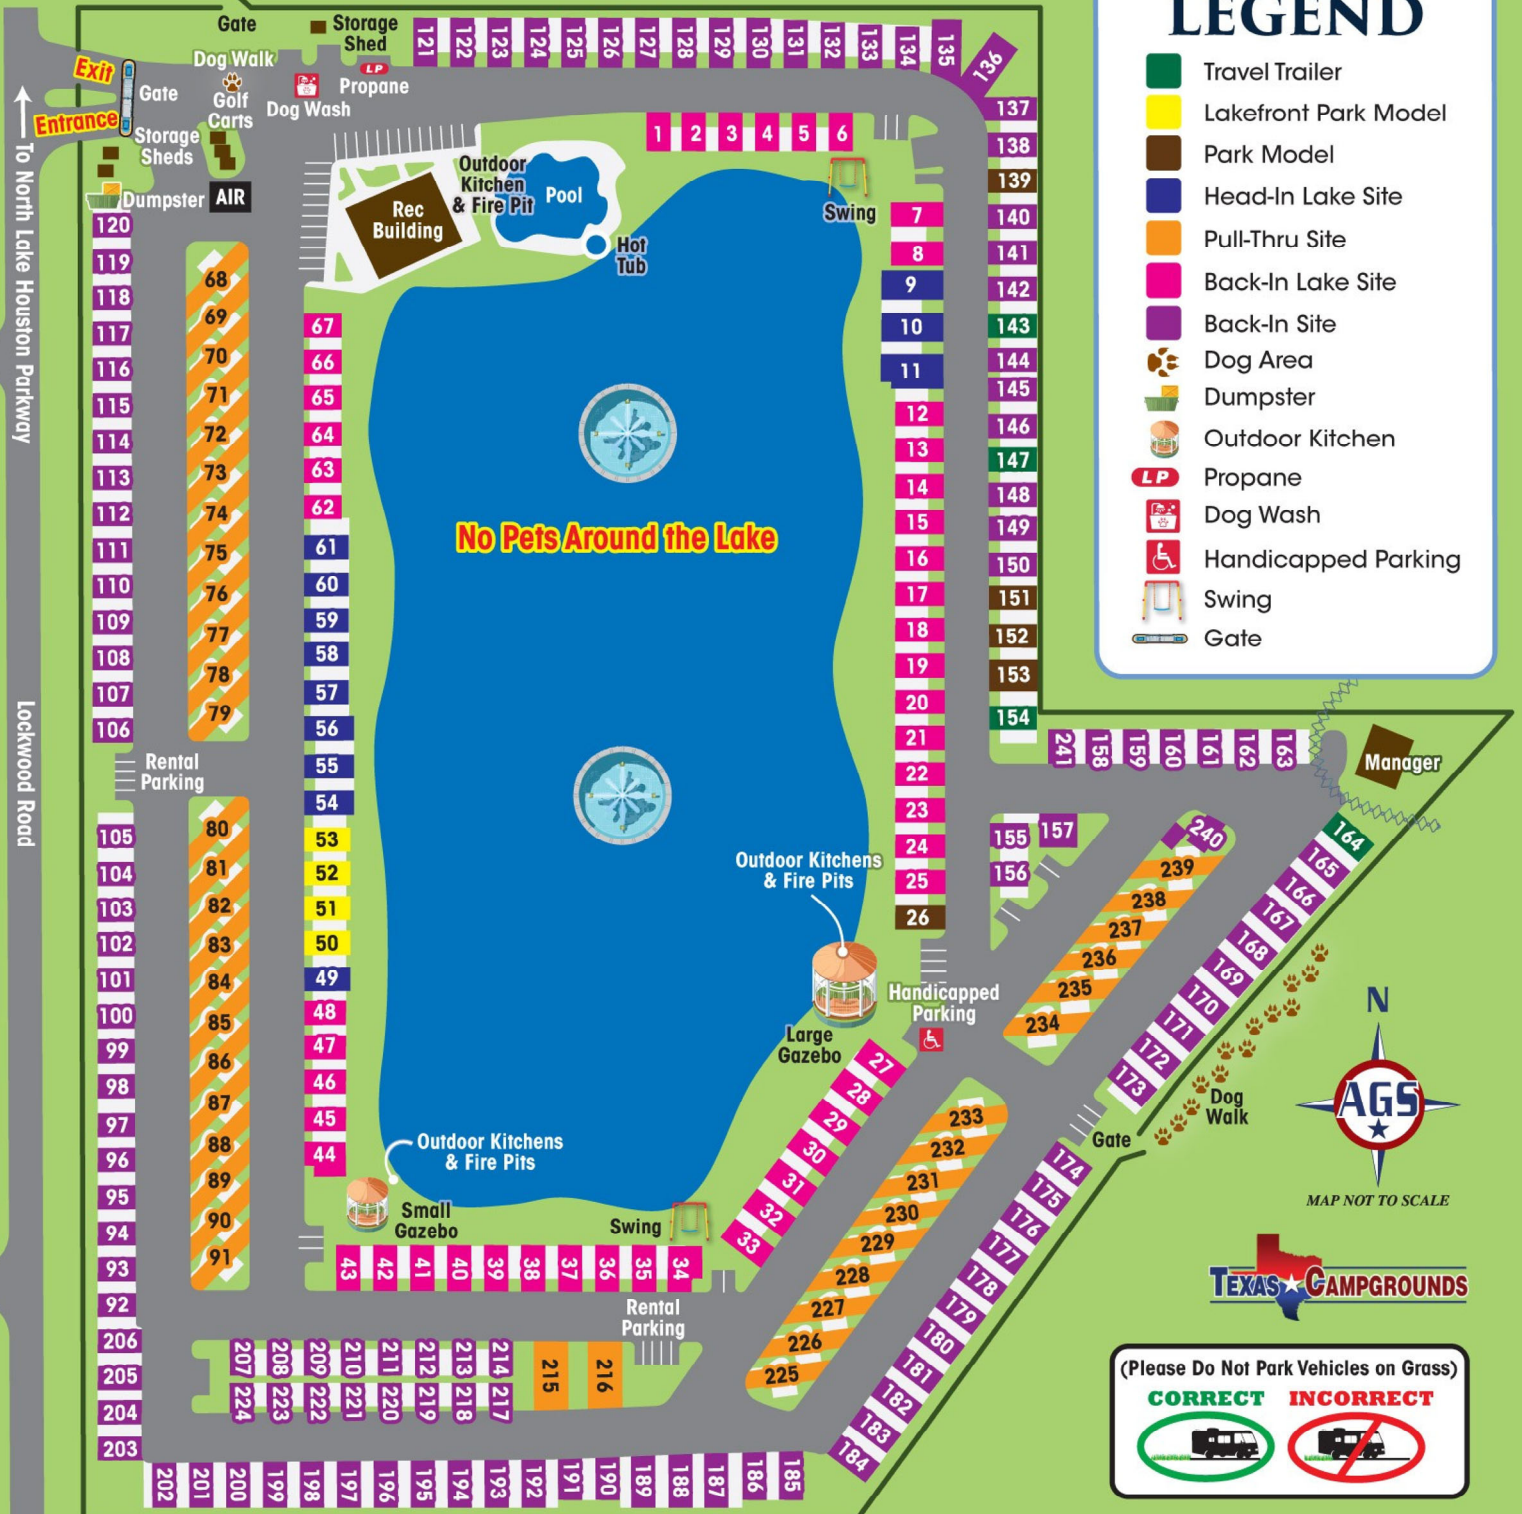 LEGEND
Travel Trailer
Lakefront Park Model
Park Model
Head-In Lake Site
Pull-Thru Site
Back-In Lake Site
Back-In Site
Dog Area
Dumpster
Outdoor Kitchen
LP Propane
Dog Wash
Handicapped Parking
Swing
Gate
Gate
Storage
Shed
Dog Walk
LP
Propane
Dog Wash
Golf
Carts
Exit
Gate
Entrance
Storage
Sheds
Dumpster
AIR
To North Lake Houston Parkway
Lockwood Road
121 122 123 124 125 126 127 128 129 130 131 132 133 134 135 136
1 2 3 4 5 6
Outdoor
Kitchen
& Fire Pit
Pool
Rec
Building
Hot
Tub
Swing
137
138
139
140
141
142
143
144
145
146
147
148
149
150
151
152
153
154
7
8
9
10
11
12
13
14
15
16
17
18
19
20
21
22
23
24
25
26
120
119
118
117
116
115
114
113
112
111
110
109
108
107
106
68
69
70
71
72
73
74
75
76
77
78
79
67
66
65
64
63
62
61
60
59
58
57
56
55
54
53
52
51
50
49
48
47
46
45
44
No Pets Around the Lake
Rental
Parking
105
104
103
102
101
100
99
98
97
96
95
94
93
92
206
205
204
203
80
81
82
83
84
85
86
87
88
89
90
91
241 158 159 160 161 162 163
Manager
155 157
156
240
239
238
237
236
235
234
164
165
166
167
168
169
170
171
172
173
Outdoor Kitchens
& Fire Pits
Large
Gazebo
Handicapped
Parking
27
28
29
30
31
32
33
233
232
231
230
229
228
227
226
225
Dog
Walk
Gate
174
175
176
177
178
179
180
181
182
183
184
Outdoor Kitchens
& Fire Pits
Small
Gazebo
Swing
43 42 41 40 39 38 37 36 35 34
Rental
Parking
207 208 209 210 211 212 213 214 215 216
224 223 222 221 220 219 218 217
202 201 200 199 198 197 196 195 194 193 192 191 190 189 188 187 186 185
N
AGS
MAP NOT TO SCALE
TEXAS CAMPGROUNDS
(Please Do Not Park Vehicles on Grass)
CORRECT INCORRECT